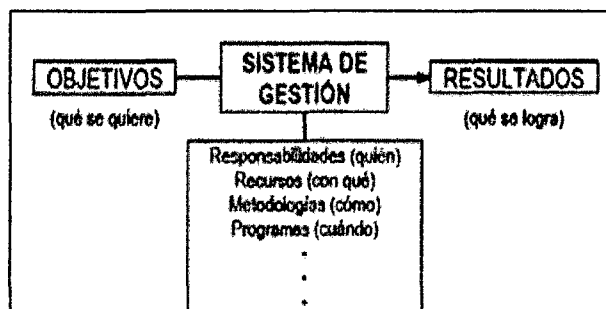 OBJETIVOS
(qué se quiere)
SISTEMA DE
GESTIÓN
RESULTADOS
(qué se logra)
Responsabilidades (quién)
Recursos (con qué)
Metodologías (cómo)
Programas (cuándo)
.
.
.